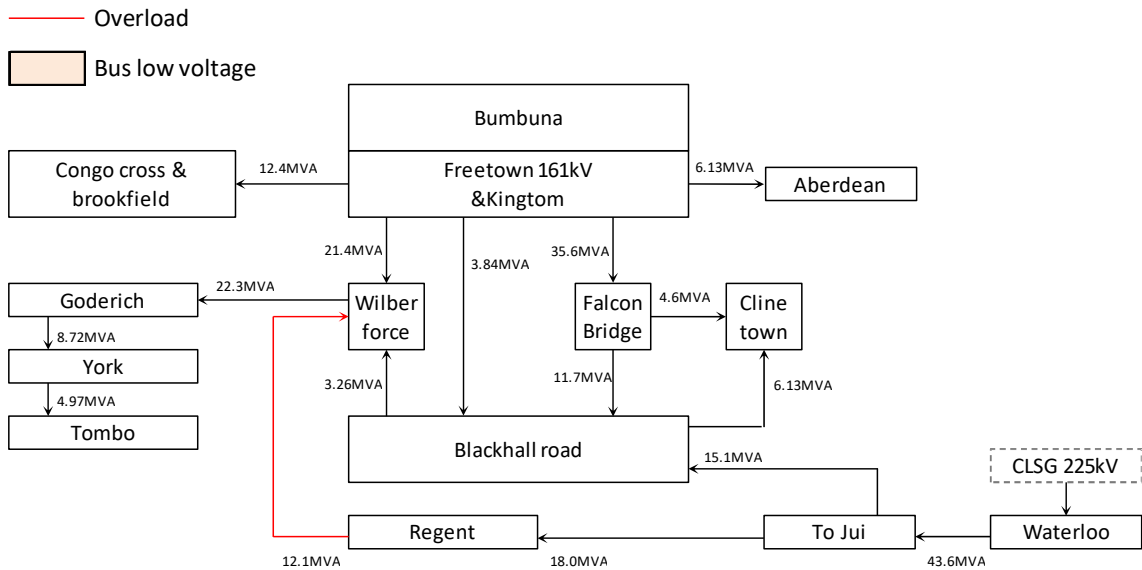 Overload
Bus low voltage
Bumbuna
Congo cross &
brookfield
12.4MVA
Freetown 161kV
&Kingtom
6.13MVA
Aberdean
21.4MVA
3.84MVA
35.6MVA
Goderich
22.3MVA
Wilber
force
Falcon
Bridge
4.6MVA
Cline
town
8.72MVA
York
3.26MVA
11.7MVA
6.13MVA
4.97MVA
Tombo
Blackhall road
15.1MVA
CLSG 225kV
Regent
To Jui
Waterloo
12.1MVA
18.0MVA
43.6MVA